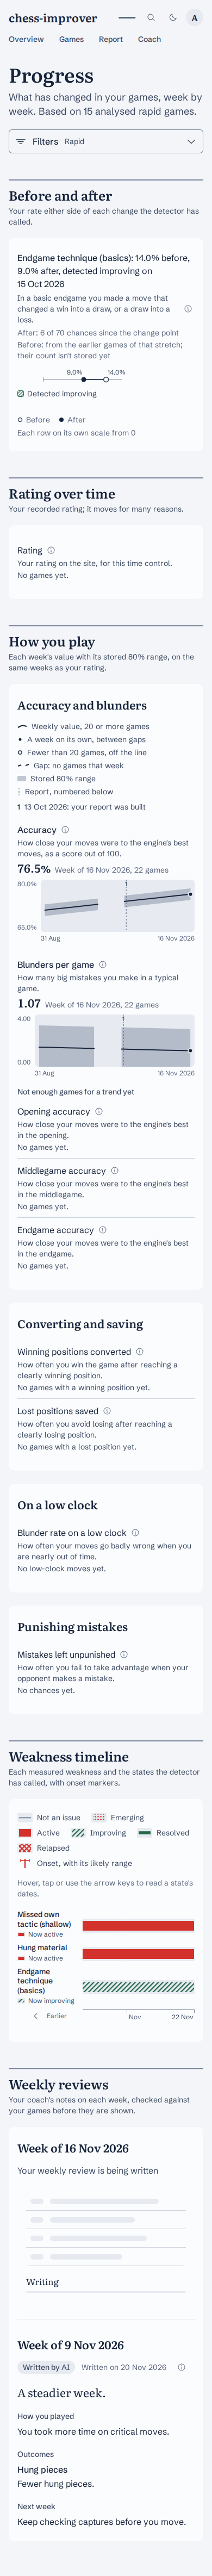 chess-improver
A
Overview Games Report Coach
Progress
What has changed in your games, week by
week. Based on 15 analysed rapid games.
Filters Rapid
Before and after
Your rate either side of each change the detector has
called.
Endgame technique (basics): 14.0% before,
9.0% after, detected improving on
15 Oct 2026
In a basic endgame you made a move that
changed a win into a draw, or a draw into a
loss.
After: 6 of 70 chances since the change point
Before: from the earlier games of that stretch;
their count isn't stored yet
9.0% 14.0%
Detected improving
Before After
Each row on its own scale from 0
Rating over time
Your recorded rating; it moves for many reasons.
Rating
Your rating on the site, for this time control.
No games yet.
How you play
Each week's value with its stored 80% range, on the
same weeks as your rating.
Accuracy and blunders
Weekly value, 20 or more games
A week on its own, between gaps
Fewer than 20 games, off the line
Gap: no games that week
Stored 80% range
Report, numbered below
1 13 Oct 2026: your report was built
Accuracy
How close your moves were to the engine's best
moves, as a score out of 100.
76.5% Week of 16 Nov 2026, 22 games
80.0%
1
65.0%
31 Aug 16 Nov 2026
Blunders per game
How many big mistakes you make in a typical
game.
1.07 Week of 16 Nov 2026, 22 games
4.00
1
0.00
31 Aug 16 Nov 2026
Not enough games for a trend yet
Opening accuracy
How close your moves were to the engine's best
in the opening.
No games yet.
Middlegame accuracy
How close your moves were to the engine's best
in the middlegame.
No games yet.
Endgame accuracy
How close your moves were to the engine's best
in the endgame.
No games yet.
Converting and saving
Winning positions converted
How often you win the game after reaching a
clearly winning position.
No games with a winning position yet.
Lost positions saved
How often you avoid losing after reaching a
clearly losing position.
No games with a lost position yet.
On a low clock
Blunder rate on a low clock
How often your moves go badly wrong when you
are nearly out of time.
No low-clock moves yet.
Punishing mistakes
Mistakes left unpunished
How often you fail to take advantage when your
opponent makes a mistake.
No chances yet.
Weakness timeline
Each measured weakness and the states the detector
has called, with onset markers.
Not an issue Emerging
Active Improving Resolved
Relapsed
Onset, with its likely range
Hover, tap or use the arrow keys to read a state's
dates.
Missed own
tactic (shallow)
Now active
Hung material
Now active
Endgame
technique
(basics)
Now improving
Earlier Nov 22 Nov
Weekly reviews
Your coach's notes on each week, checked against
your games before they are shown.
Week of 16 Nov 2026
Your weekly review is being written
Writing
Week of 9 Nov 2026
Written by AI Written on 20 Nov 2026
A steadier week.
How you played
You took more time on critical moves.
Outcomes
Hung pieces
Fewer hung pieces.
Next week
Keep checking captures before you move.